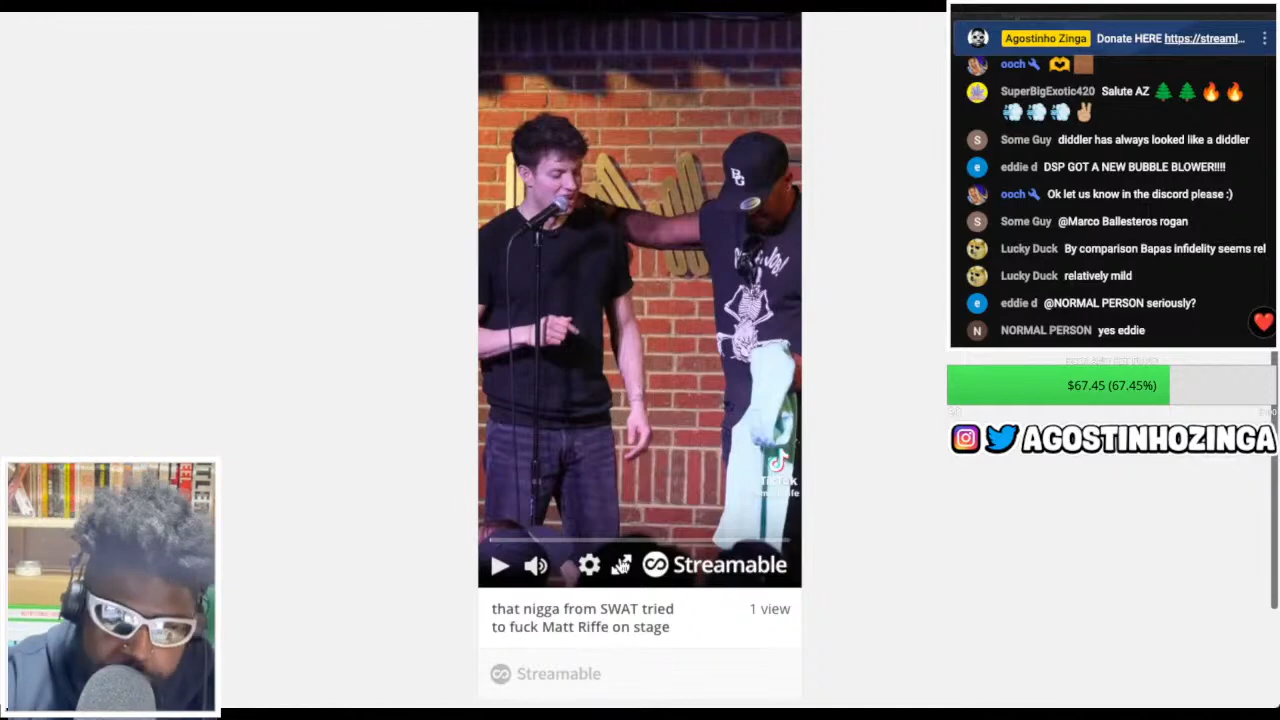 Agostinho Zinga Donate HERE https://streaml...
ooch
SuperBigExotic420 Salute AZ
Some Guy diddler has always looked like a diddler
eddie d DSP GOT A NEW BUBBLE BLOWER!!!!
ooch Ok let us know in the discord please :)
Some Guy @Marco Ballesteros rogan
Lucky Duck By comparison Bapas infidelity seems rel
Lucky Duck relatively mild
eddie d @NORMAL PERSON seriously?
NORMAL PERSON yes eddie
$67.45 (67.45%)
AGOSTINHOZINGA
BG
TikTok
Streamable
that nigga from SWAT tried
to fuck Matt Riffe on stage
1 view
Streamable